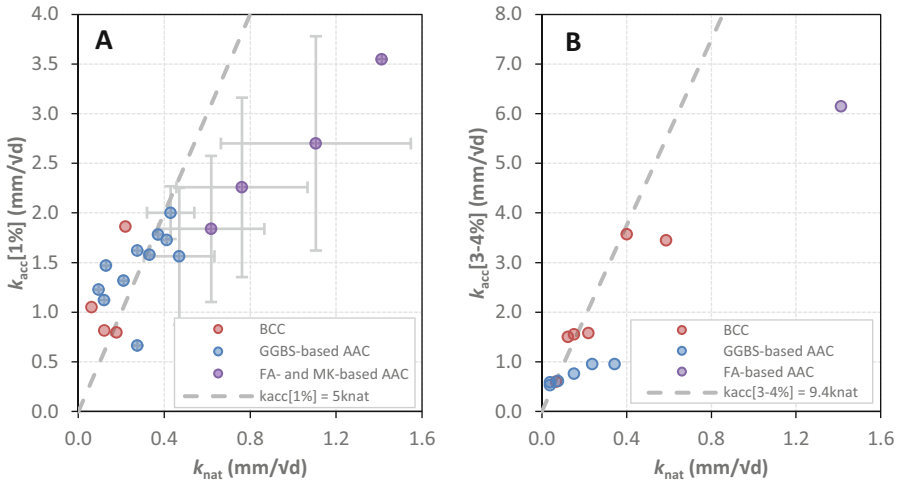 A
4.0
3.5
3.0
2.5
2.0
1.5
1.0
0.5
0.0
kacc[1%] (mm/√d)
BCC
GGBS-based AAC
FA- and MK-based AAC
kacc[1%] = 5knat
0.0 0.4 0.8 1.2 1.6
knat (mm/√d)
B
8.0
7.0
6.0
5.0
4.0
3.0
2.0
1.0
0.0
kacc[3-4%] (mm/√d)
BCC
GGBS-based AAC
FA-based AAC
kacc[3-4%] = 9.4knat
0.0 0.4 0.8 1.2 1.6
knat (mm/√d)